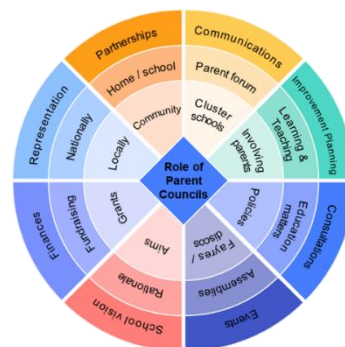 Role of
Parent
Councils
Communications
Parent forum
Cluster
schools
Improvement Planning
Learning &
Teaching
Involving
parents
Consultations
Education
matters
Policies
Events
Assemblies
Fayres /
discos
School vision
Rationale
Aims
Finances
Fundraising
Grants
Representation
Nationally
Locally
Partnerships
Home / school
Community